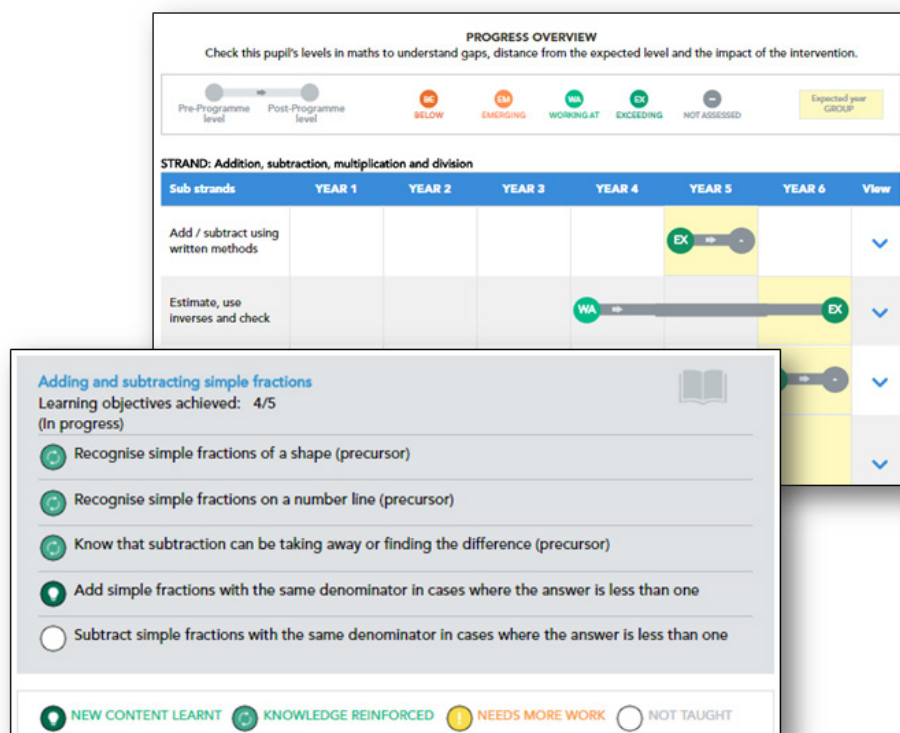 PROGRESS OVERVIEW
Check this pupil's levels in maths to understand gaps, distance from the expected level and the impact of the intervention.
Pre-Programme level
Post-Programme level
BE
BELOW
EM
EMERGING
WA
WORKING AT
EX
EXCEEDING
-
NOT ASSESSED
Expected year
GROUP
STRAND: Addition, subtraction, multiplication and division
Sub strands YEAR 1 YEAR 2 YEAR 3 YEAR 4 YEAR 5 YEAR 6 View
Add / subtract using
written methods
EX -
Estimate, use
inverses and check
WA EX
-
Adding and subtracting simple fractions
Learning objectives achieved: 4/5
(In progress)
Recognise simple fractions of a shape (precursor)
Recognise simple fractions on a number line (precursor)
Know that subtraction can be taking away or finding the difference (precursor)
Add simple fractions with the same denominator in cases where the answer is less than one
Subtract simple fractions with the same denominator in cases where the answer is less than one
NEW CONTENT LEARNT KNOWLEDGE REINFORCED ! NEEDS MORE WORK NOT TAUGHT